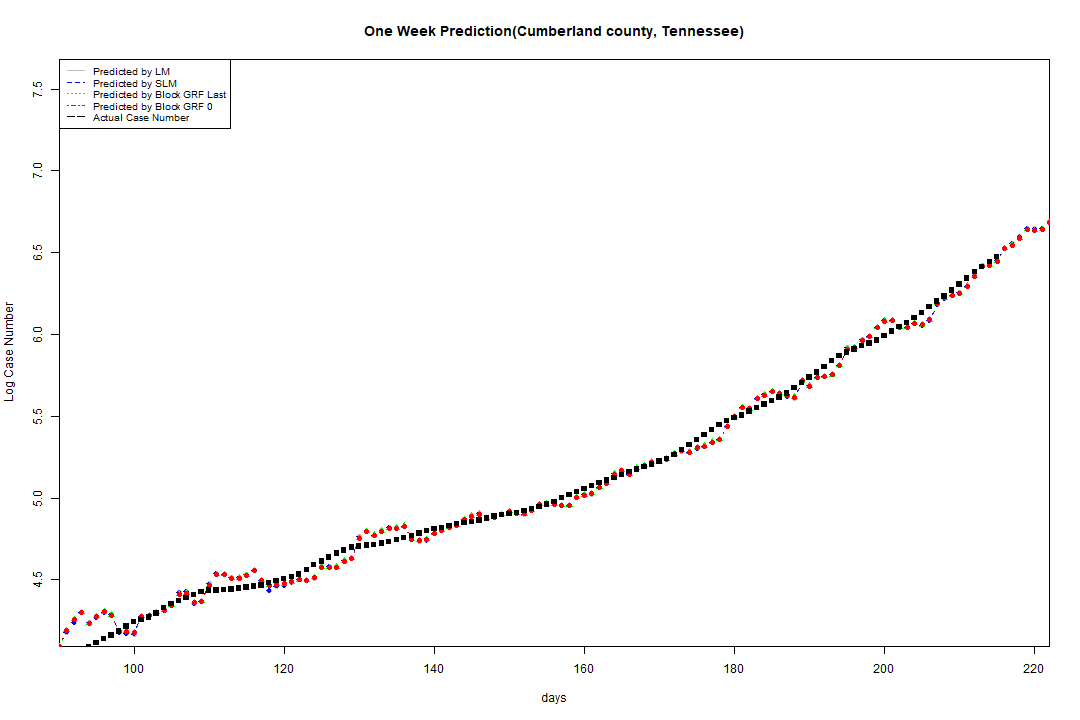 One Week Prediction(Cumberland county, Tennessee)
Predicted by LM
Predicted by SLM
Predicted by Block GRF Last
Predicted by Block GRF 0
Actual Case Number
7.5
7.0
6.5
6.0
5.5
5.0
4.5
Log Case Number
100 120 140 160 180 200 220
days